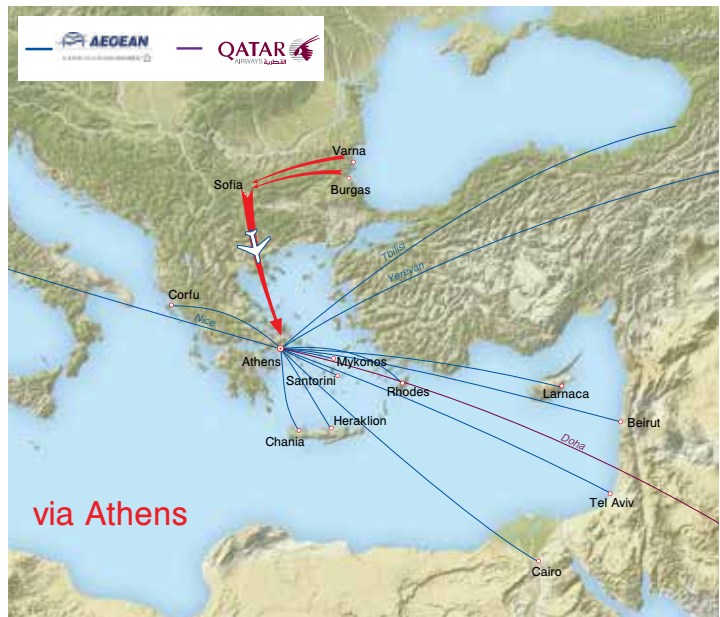 AEGEAN
QATAR
AIRWAYS القطرية
Varna
Sofia
Burgas
Tbilisi
Yerevan
Corfu
Nice
Athens
Mykonos
Santorini
Rhodes
Larnaca
Heraklion
Beirut
Chania
Doha
Tel Aviv
via Athens
Cairo